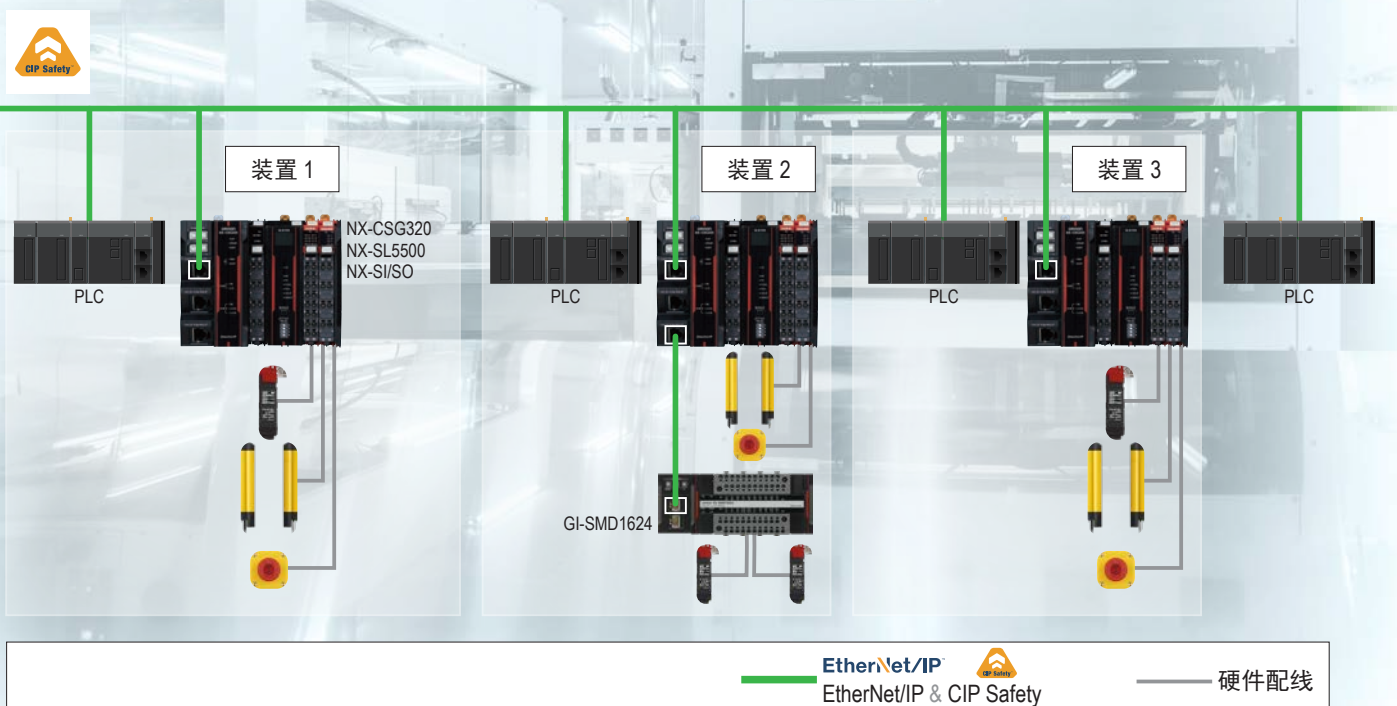 CIP Safety
装置 1
装置 2
装置 3
NX-CSG320
NX-SL5500
NX-SI/SO
PLC
PLC
PLC
PLC
GI-SMD1624
EtherNet/IP
CIP Safety
EtherNet/IP & CIP Safety
硬件配线